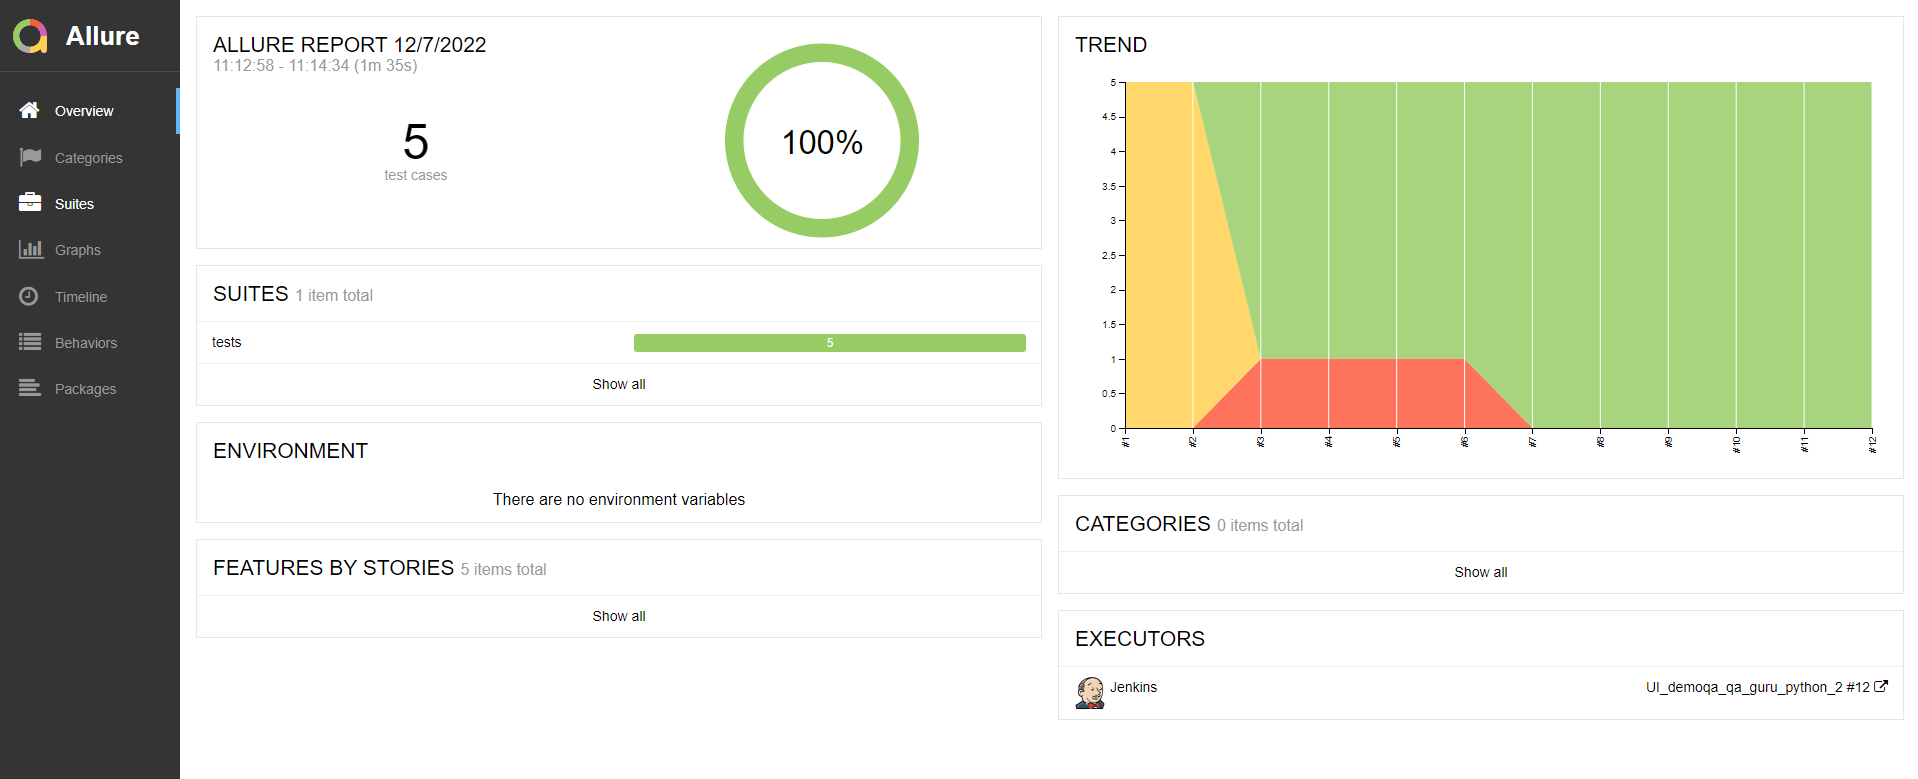 Allure
Overview
Categories
Suites
Graphs
Timeline
Behaviors
Packages
ALLURE REPORT 12/7/2022
11:12:58 - 11:14:34 (1m 35s)
5
test cases
100%
SUITES 1 item total
tests 5
Show all
ENVIRONMENT
There are no environment variables
FEATURES BY STORIES 5 items total
Show all
TREND
5
4.5
4
3.5
3
2.5
2
1.5
1
0.5
0
#1 #2 #3 #4 #5 #6 #7 #8 #9 #10 #11 #12
CATEGORIES 0 items total
Show all
EXECUTORS
Jenkins UI_demoqa_qa_guru_python_2 #12